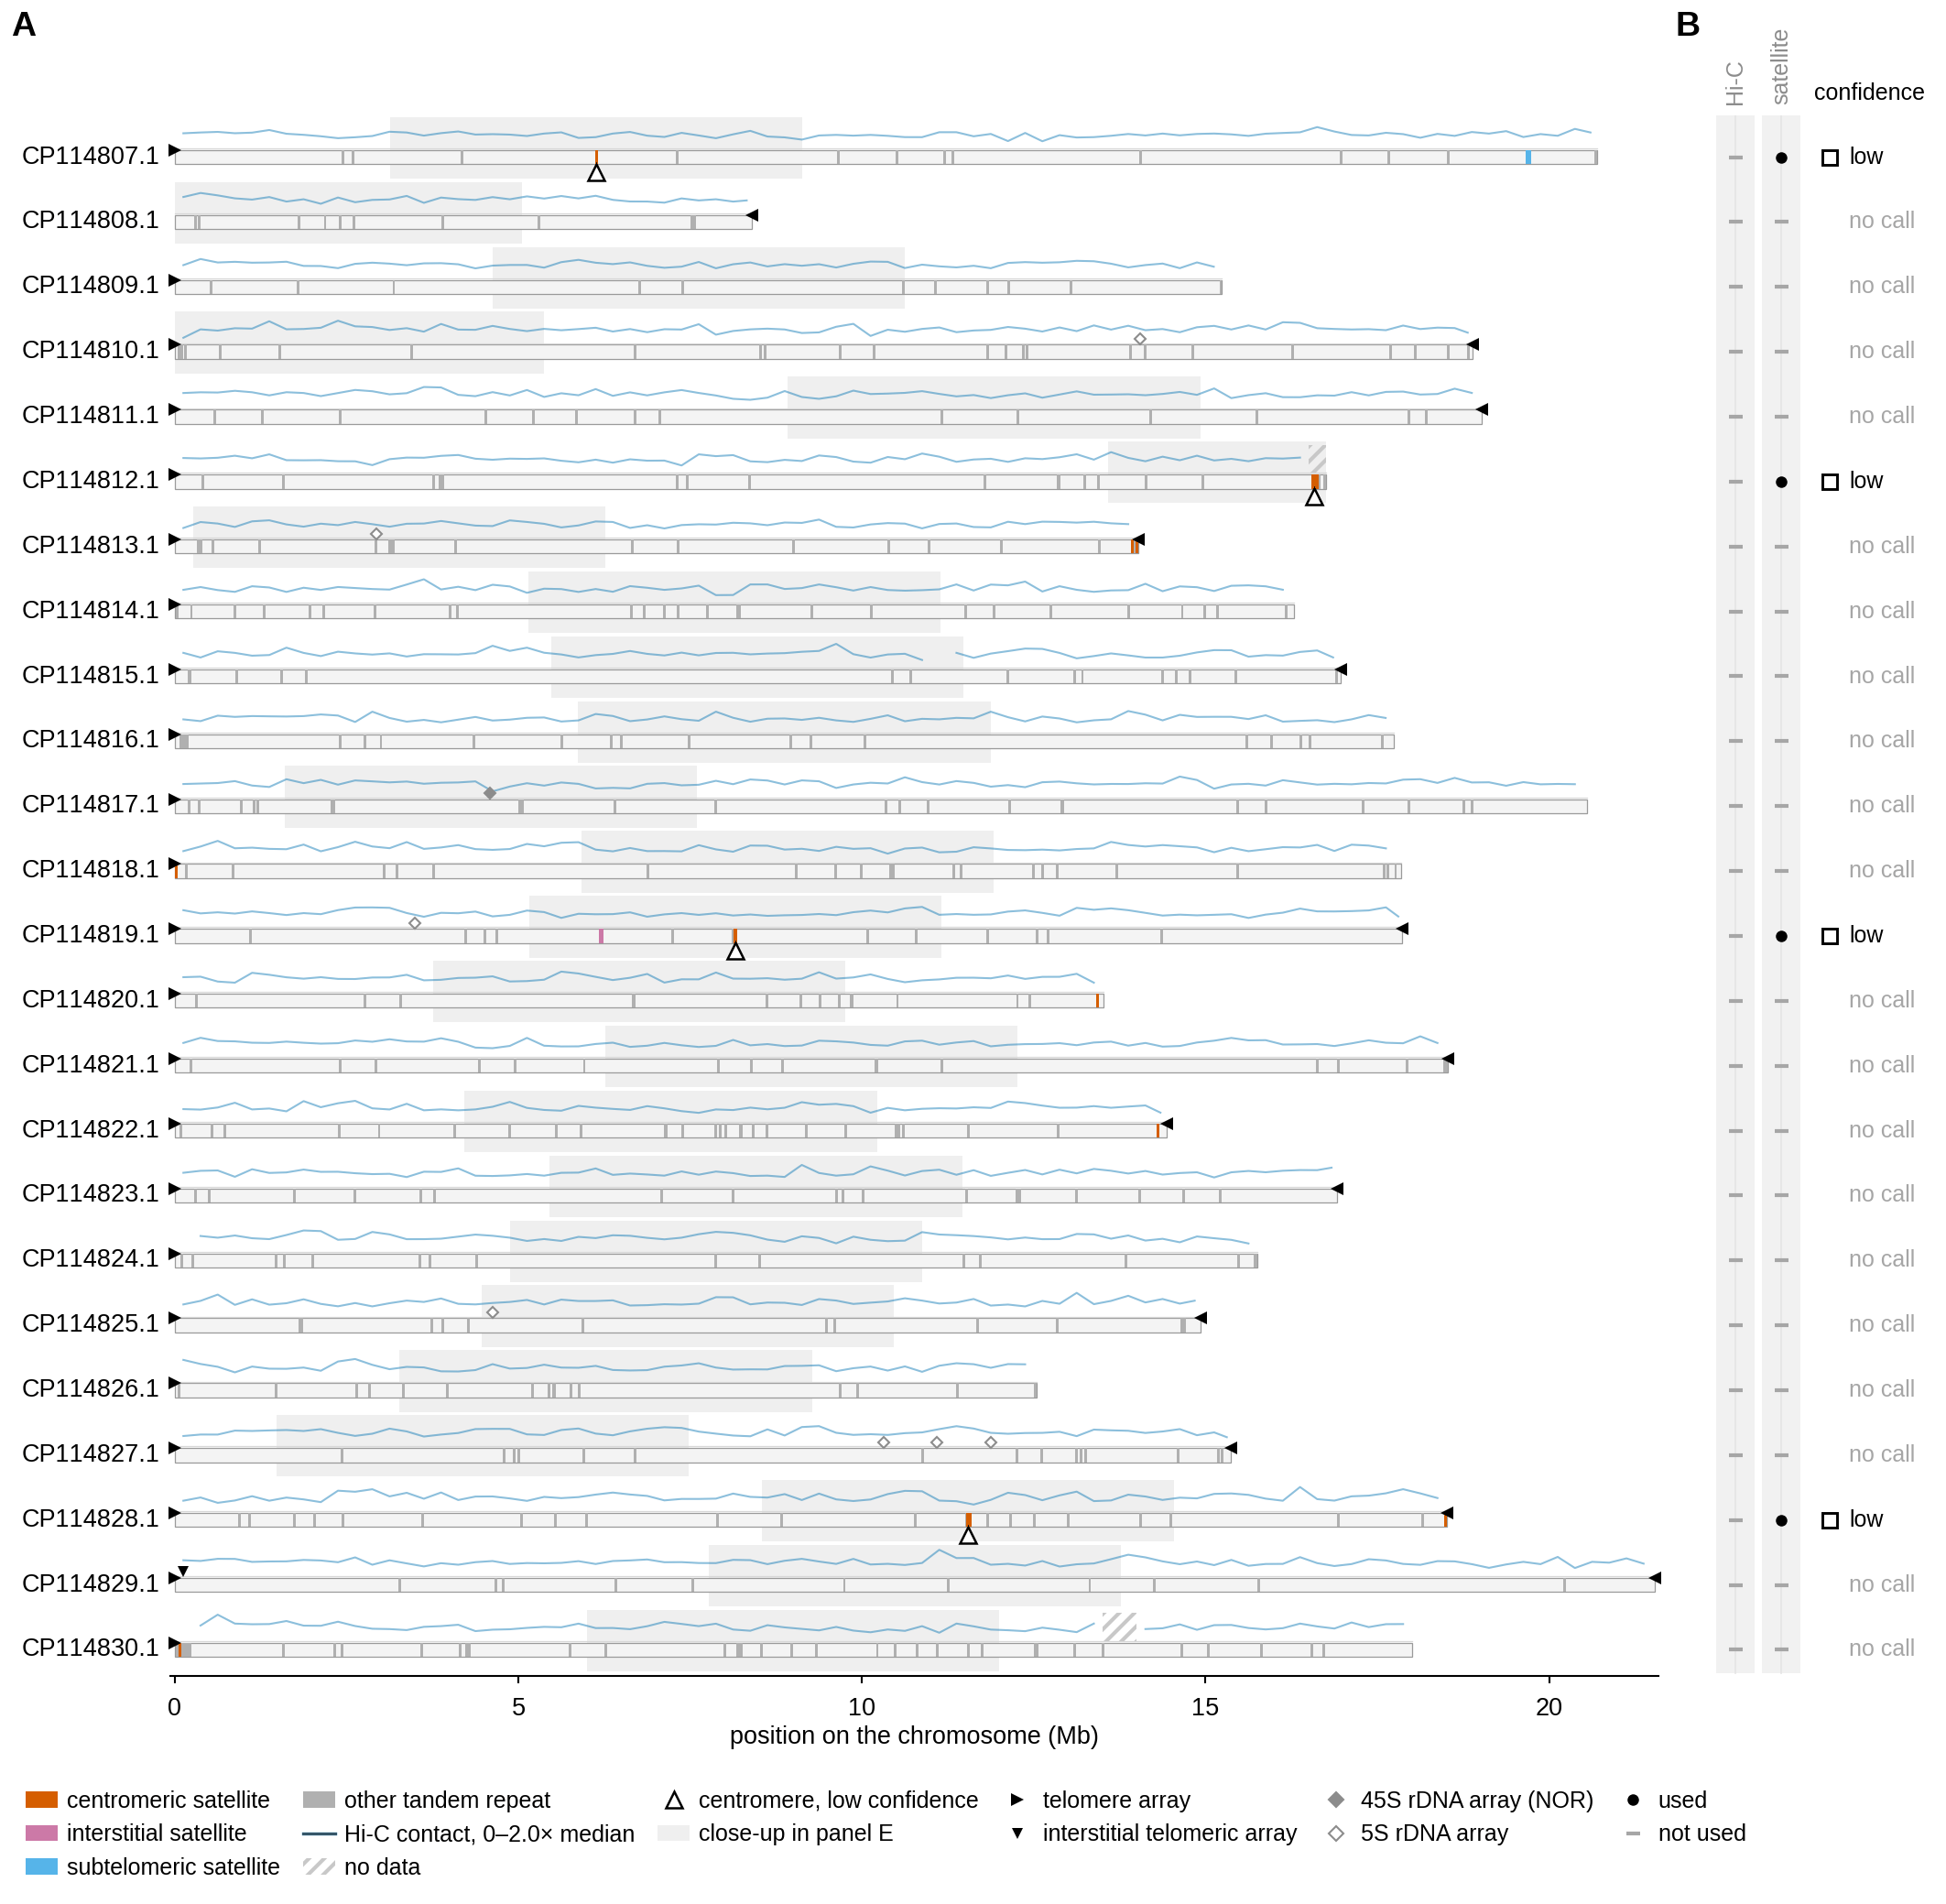 A
B
Hi-C
satellite
confidence
CP114807.1
low
CP114808.1
no call
CP114809.1
no call
CP114810.1
no call
CP114811.1
no call
CP114812.1
low
CP114813.1
no call
CP114814.1
no call
CP114815.1
no call
CP114816.1
no call
CP114817.1
no call
CP114818.1
no call
CP114819.1
low
CP114820.1
no call
CP114821.1
no call
CP114822.1
no call
CP114823.1
no call
CP114824.1
no call
CP114825.1
no call
CP114826.1
no call
CP114827.1
no call
CP114828.1
low
CP114829.1
no call
CP114830.1
no call
0 5 10 15 20
position on the chromosome (Mb)
centromeric satellite
interstitial satellite
subtelomeric satellite
other tandem repeat
Hi-C contact, 0–2.0× median
no data
centromere, low confidence
close-up in panel E
telomere array
interstitial telomeric array
45S rDNA array (NOR)
5S rDNA array
used
not used